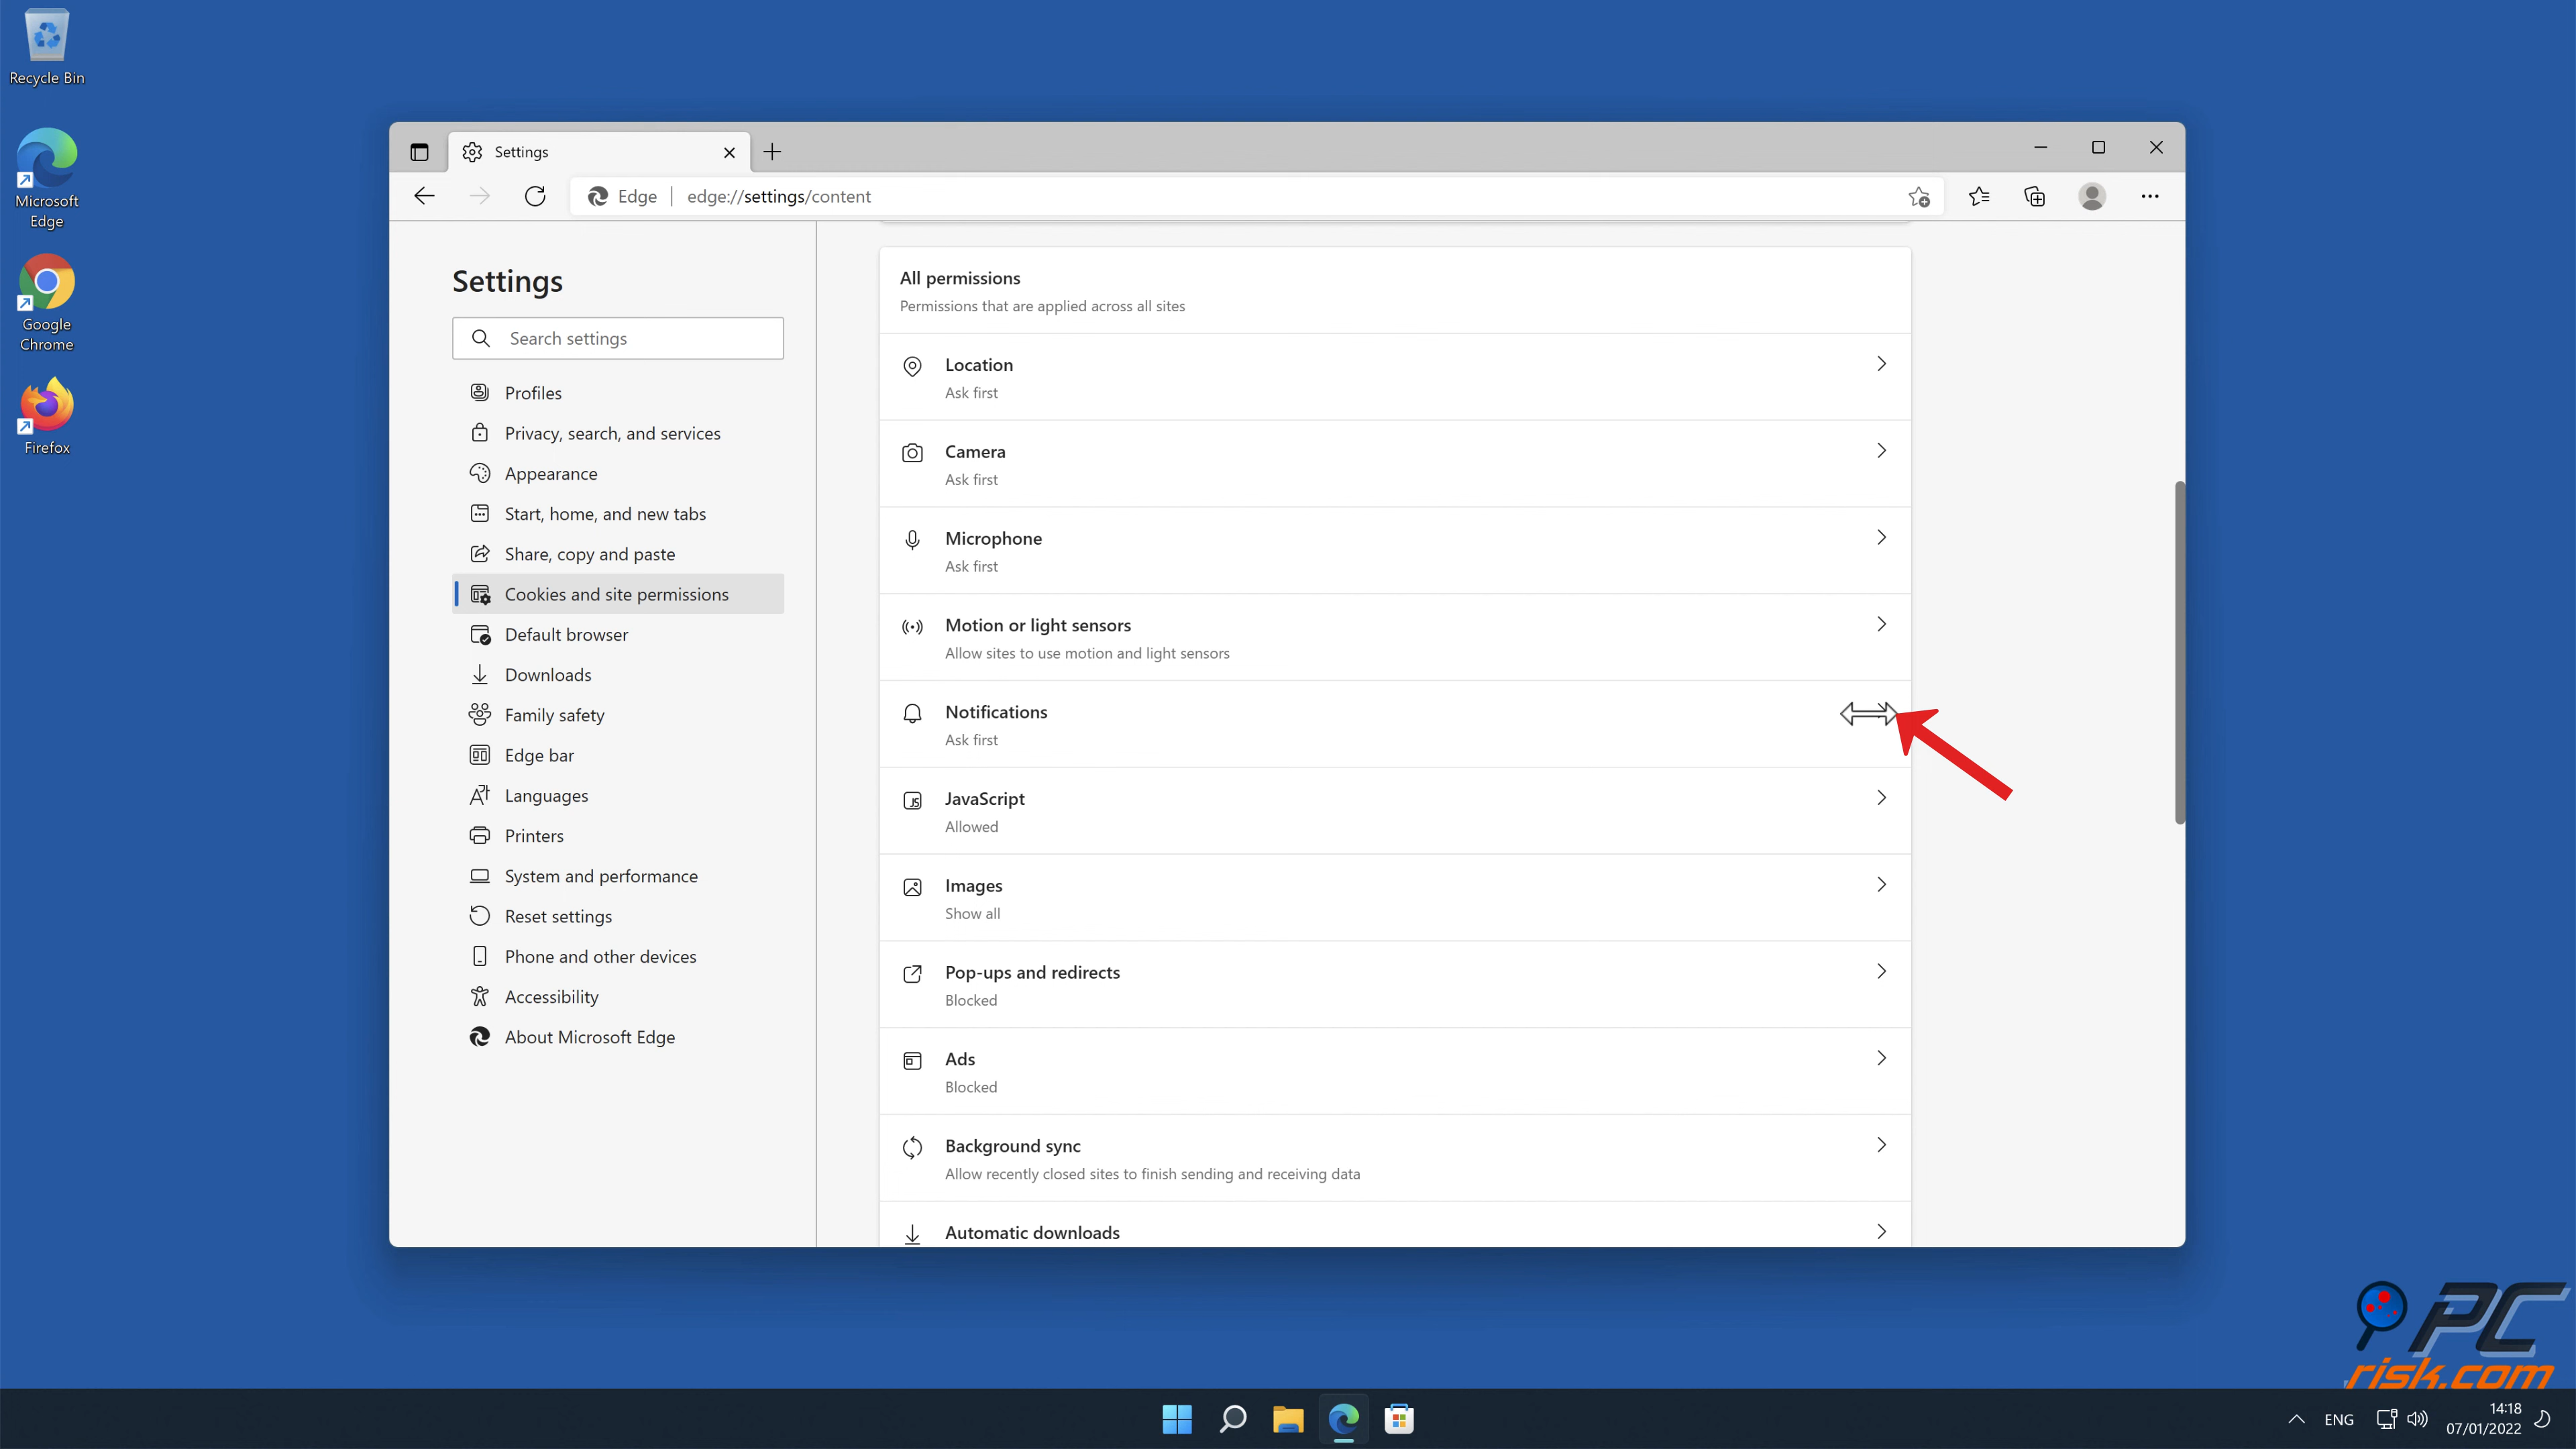 Recycle Bin
Microsoft
Edge
Google
Chrome
Firefox
Settings
Edge
edge://settings/content
Settings
Search settings
Profiles
Privacy, search, and services
Appearance
Start, home, and new tabs
Share, copy and paste
Cookies and site permissions
Default browser
Downloads
Family safety
Edge bar
Languages
Printers
System and performance
Reset settings
Phone and other devices
Accessibility
About Microsoft Edge
All permissions
Permissions that are applied across all sites
Location
Ask first
Camera
Ask first
Microphone
Ask first
Motion or light sensors
Allow sites to use motion and light sensors
Notifications
Ask first
JavaScript
Allowed
Images
Show all
Pop-ups and redirects
Blocked
Ads
Blocked
Background sync
Allow recently closed sites to finish sending and receiving data
Automatic downloads
PC
risk.com
ENG
14:18
07/01/2022